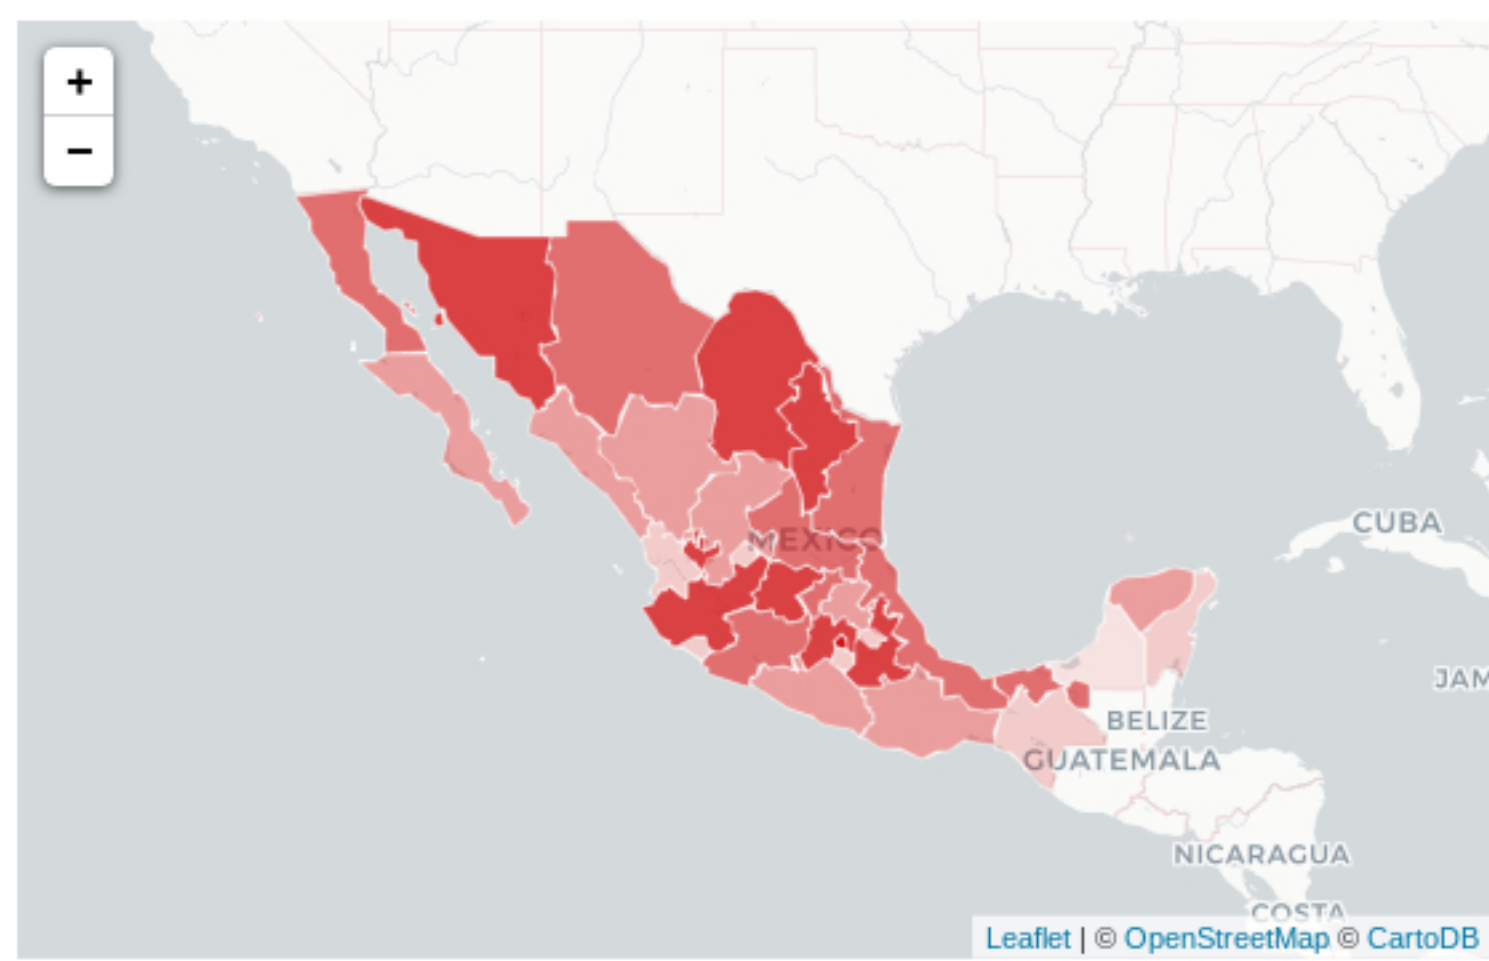 +
−
MEXICO
CUBA
JAM
BELIZE
GUATEMALA
NICARAGUA
COSTA
Leaflet | © OpenStreetMap © CartoDB